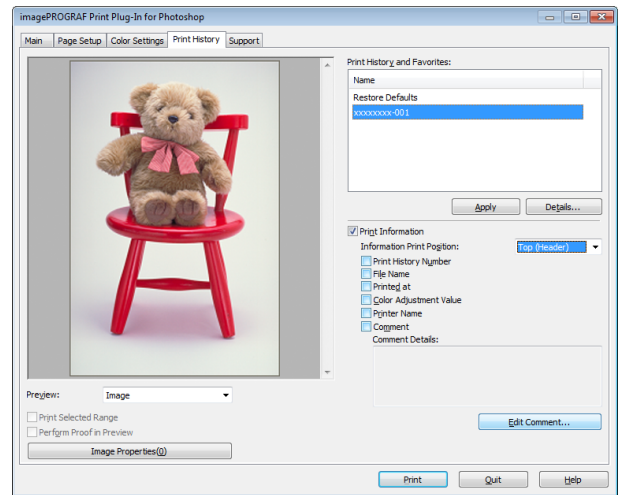 imagePROGRAF Print Plug-In for Photoshop
Main Page Setup Color Settings Print History Support
Print History and Favorites:
Name
Restore Defaults
xxxxxxxx-001
Apply Details...
Print Information
Information Print Position: Top (Header)
Print History Number
File Name
Printed at
Color Adjustment Value
Printer Name
Comment
Comment Details:
Preview: Image
Print Selected Range
Perform Proof in Preview
Edit Comment...
Image Properties(0)
Print Quit Help